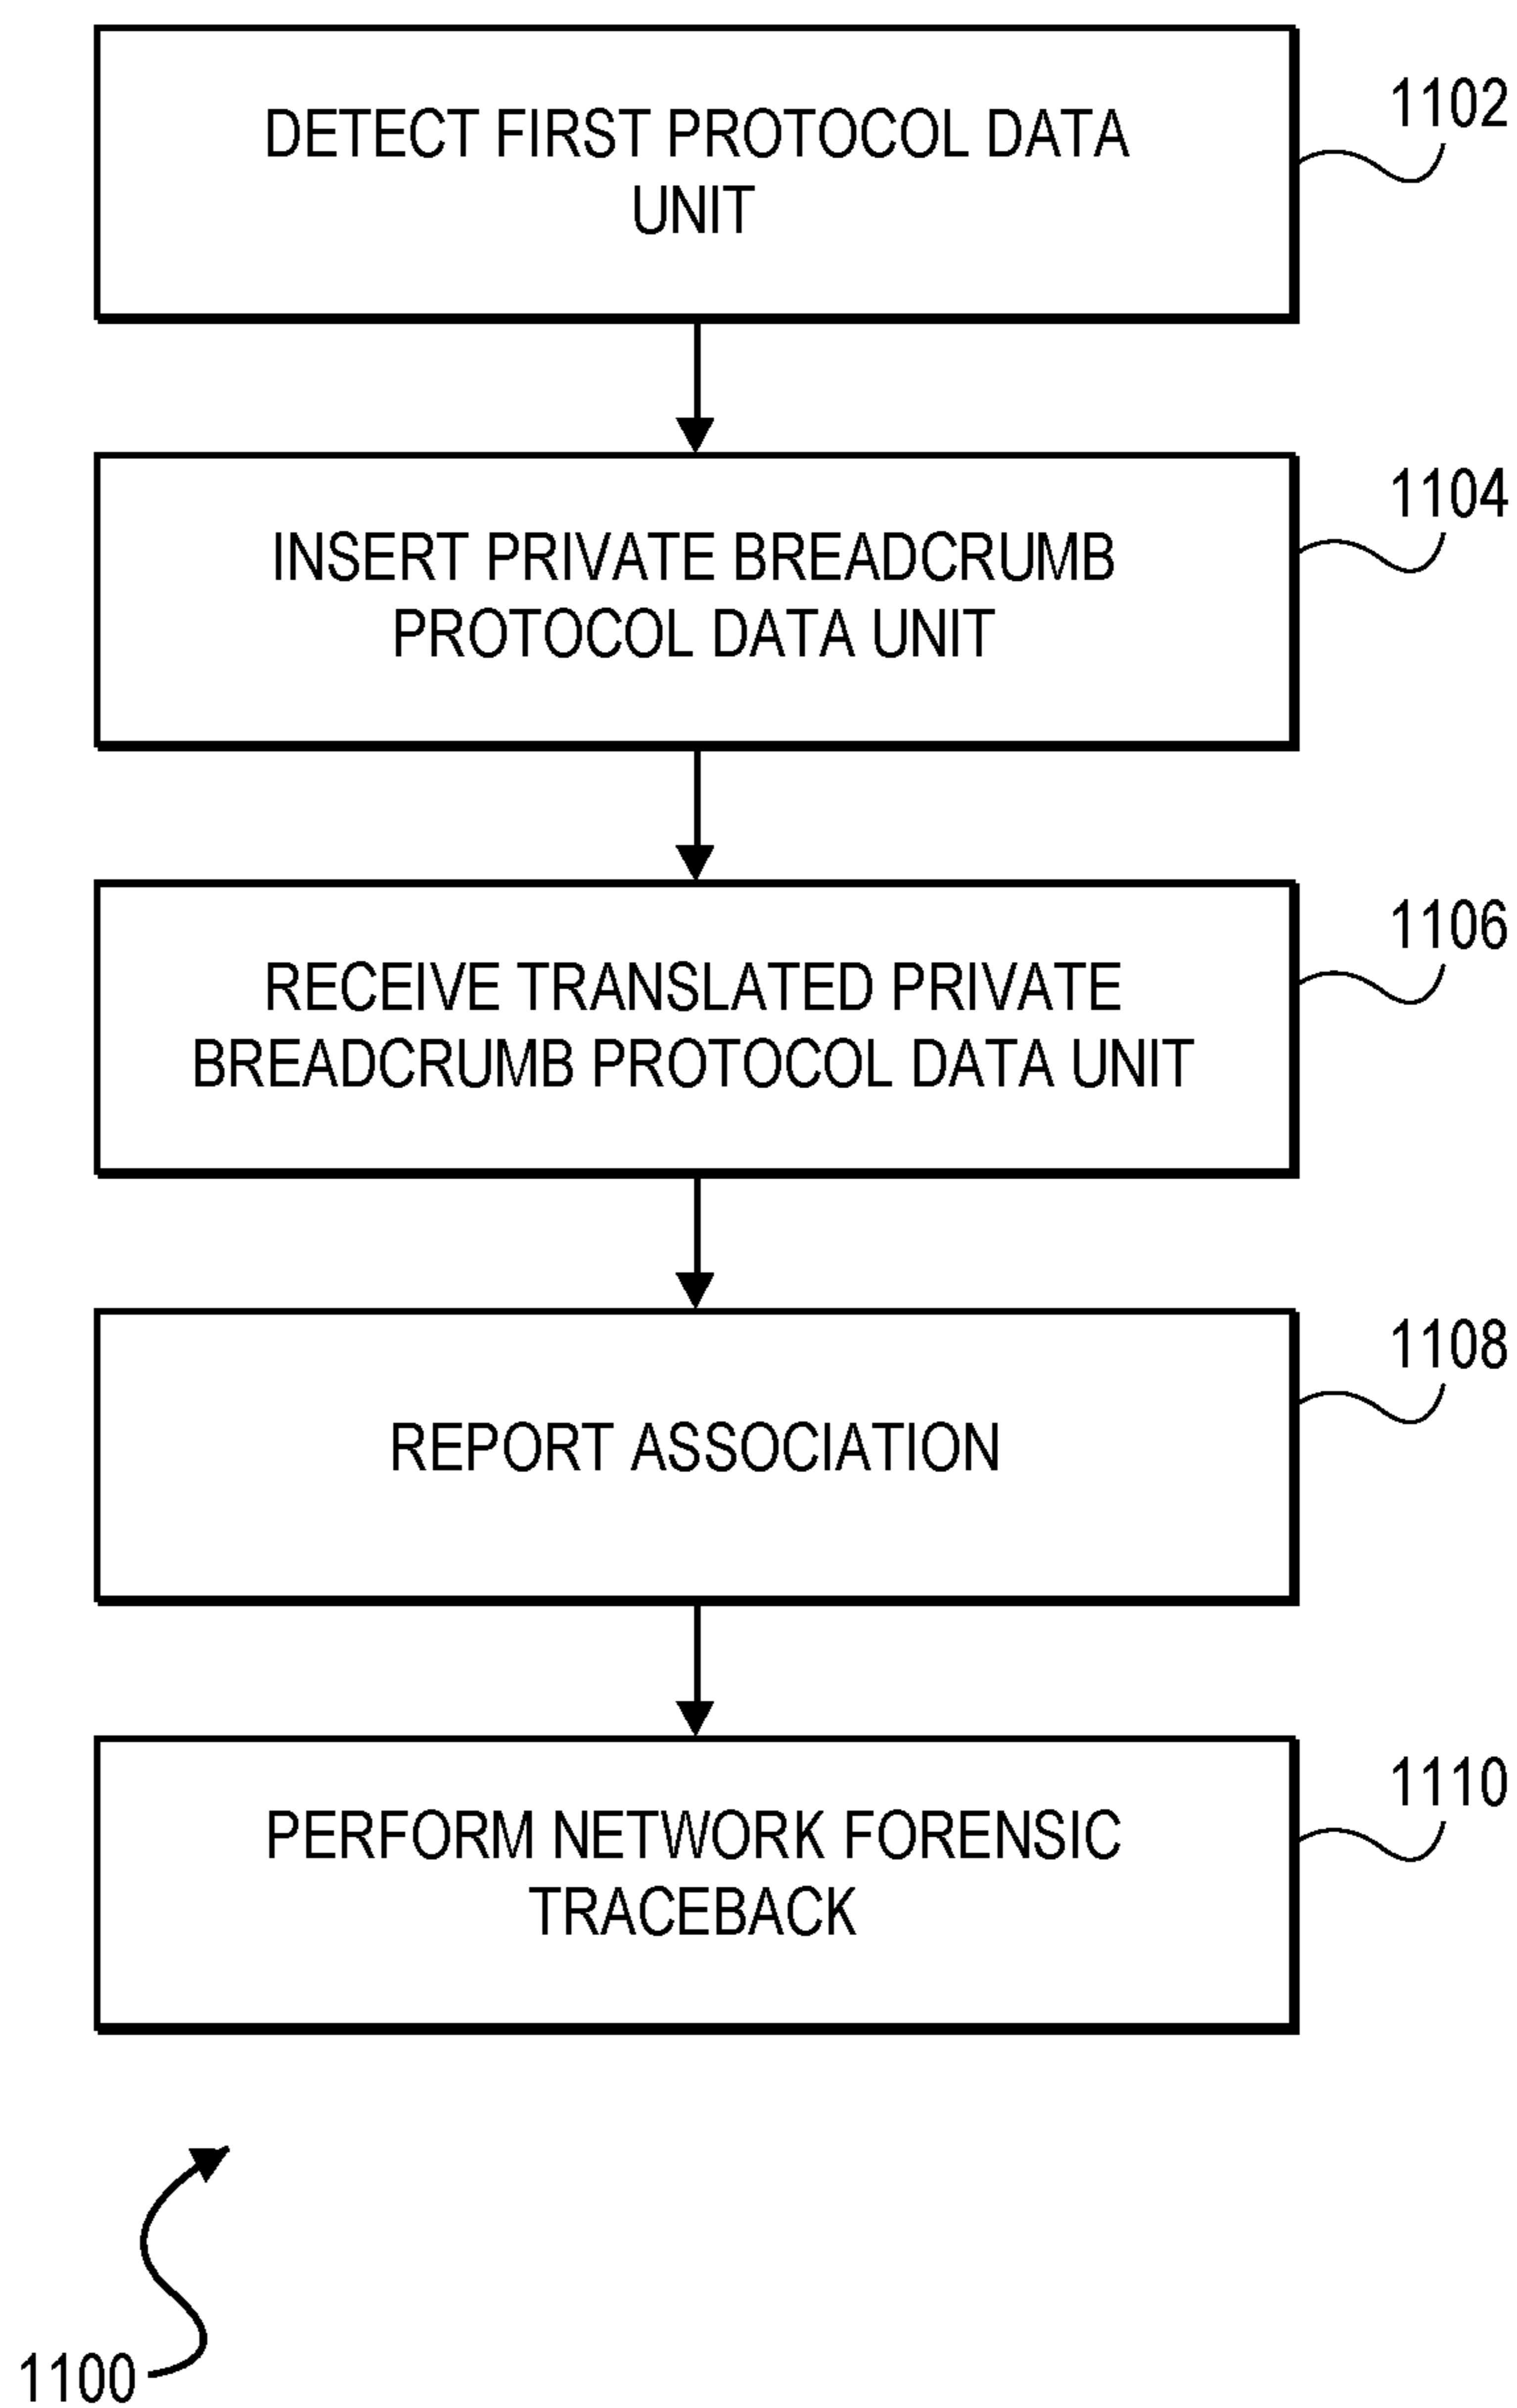 DETECT FIRST PROTOCOL DATA
UNIT
1102
INSERT PRIVATE BREADCRUMB
PROTOCOL DATA UNIT
1104
RECEIVE TRANSLATED PRIVATE
BREADCRUMB PROTOCOL DATA UNIT
1106
REPORT ASSOCIATION
1108
PERFORM NETWORK FORENSIC
TRACEBACK
1110
1100